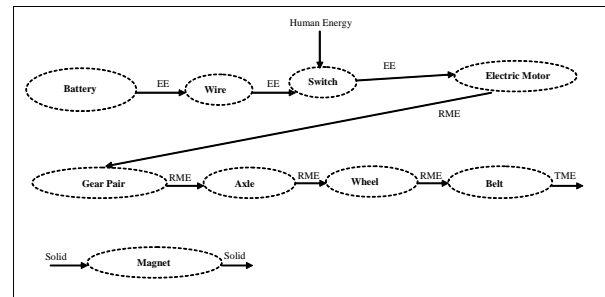 Human Energy
Battery
EE
Wire
EE
Switch
EE
Electric Motor
RME
Gear Pair
RME
Axle
RME
Wheel
RME
Belt
TME
Solid
Magnet
Solid